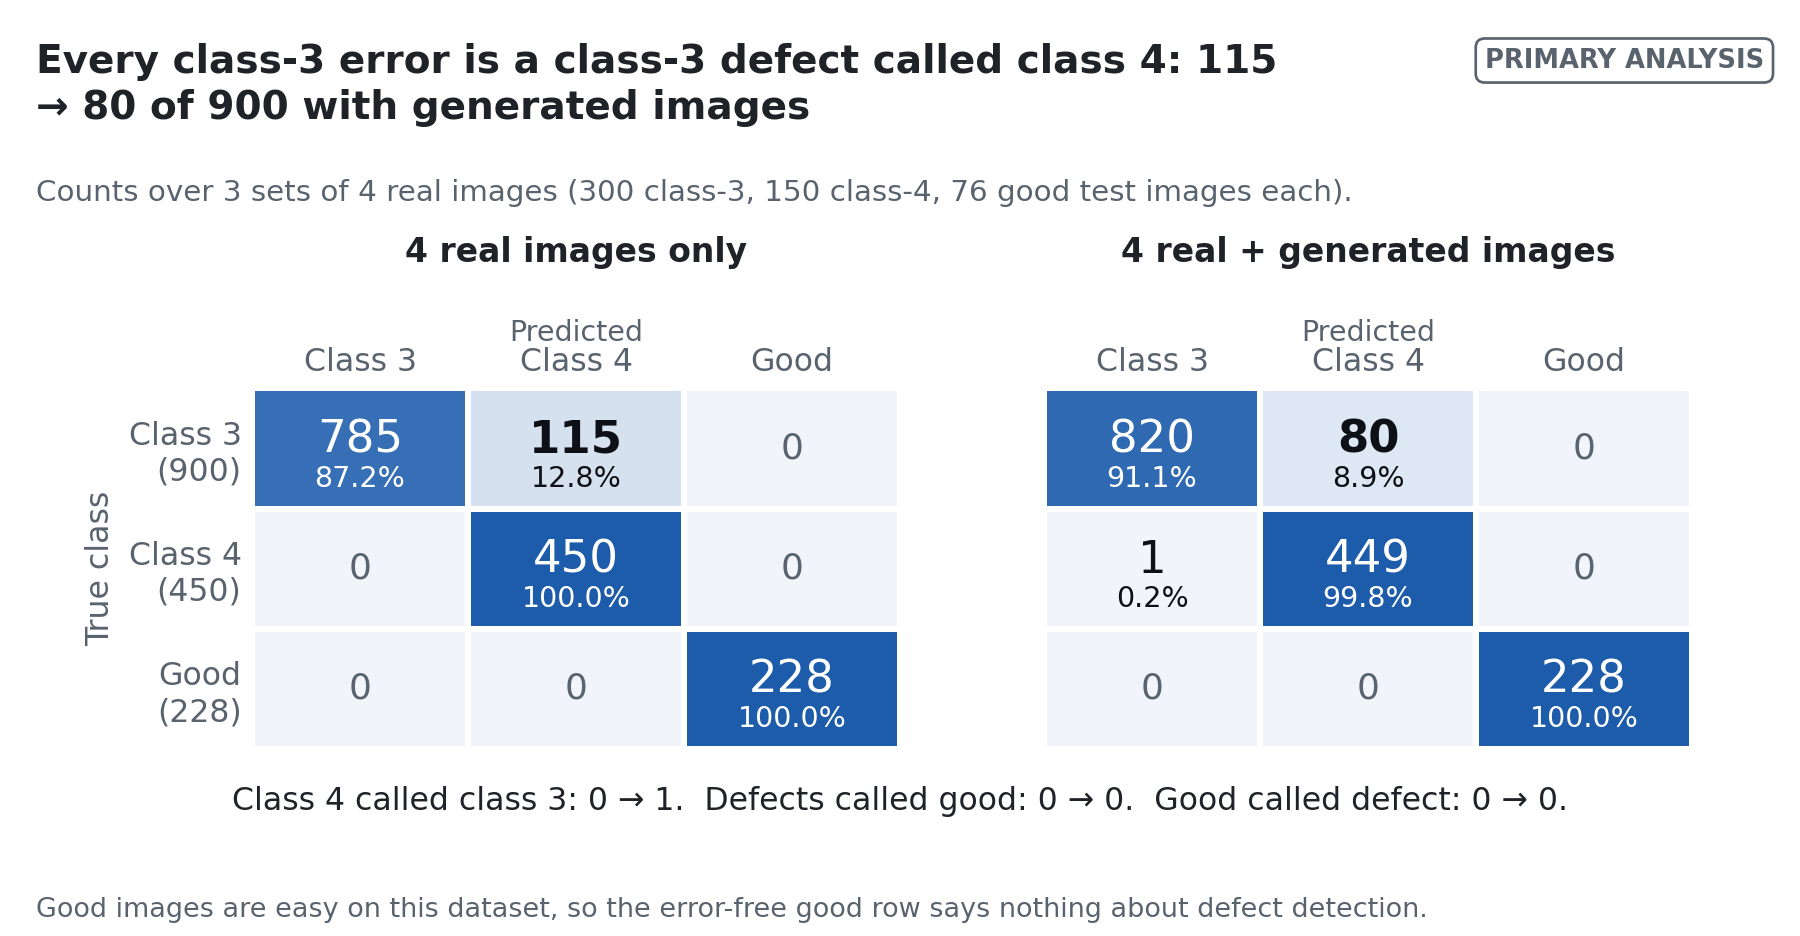 Every class-3 error is a class-3 defect called class 4: 115
→ 80 of 900 with generated images
PRIMARY ANALYSIS
Counts over 3 sets of 4 real images (300 class-3, 150 class-4, 76 good test images each).
4 real images only
Predicted
Class 3 Class 4 Good
True class
Class 3 (900)
785 87.2%
115 12.8%
0
Class 4 (450)
0
450 100.0%
0
Good (228)
0
0
228 100.0%
4 real + generated images
Predicted
Class 3 Class 4 Good
820 91.1%
80 8.9%
0
1 0.2%
449 99.8%
0
0
0
228 100.0%
Class 4 called class 3: 0 → 1. Defects called good: 0 → 0. Good called defect: 0 → 0.
Good images are easy on this dataset, so the error-free good row says nothing about defect detection.